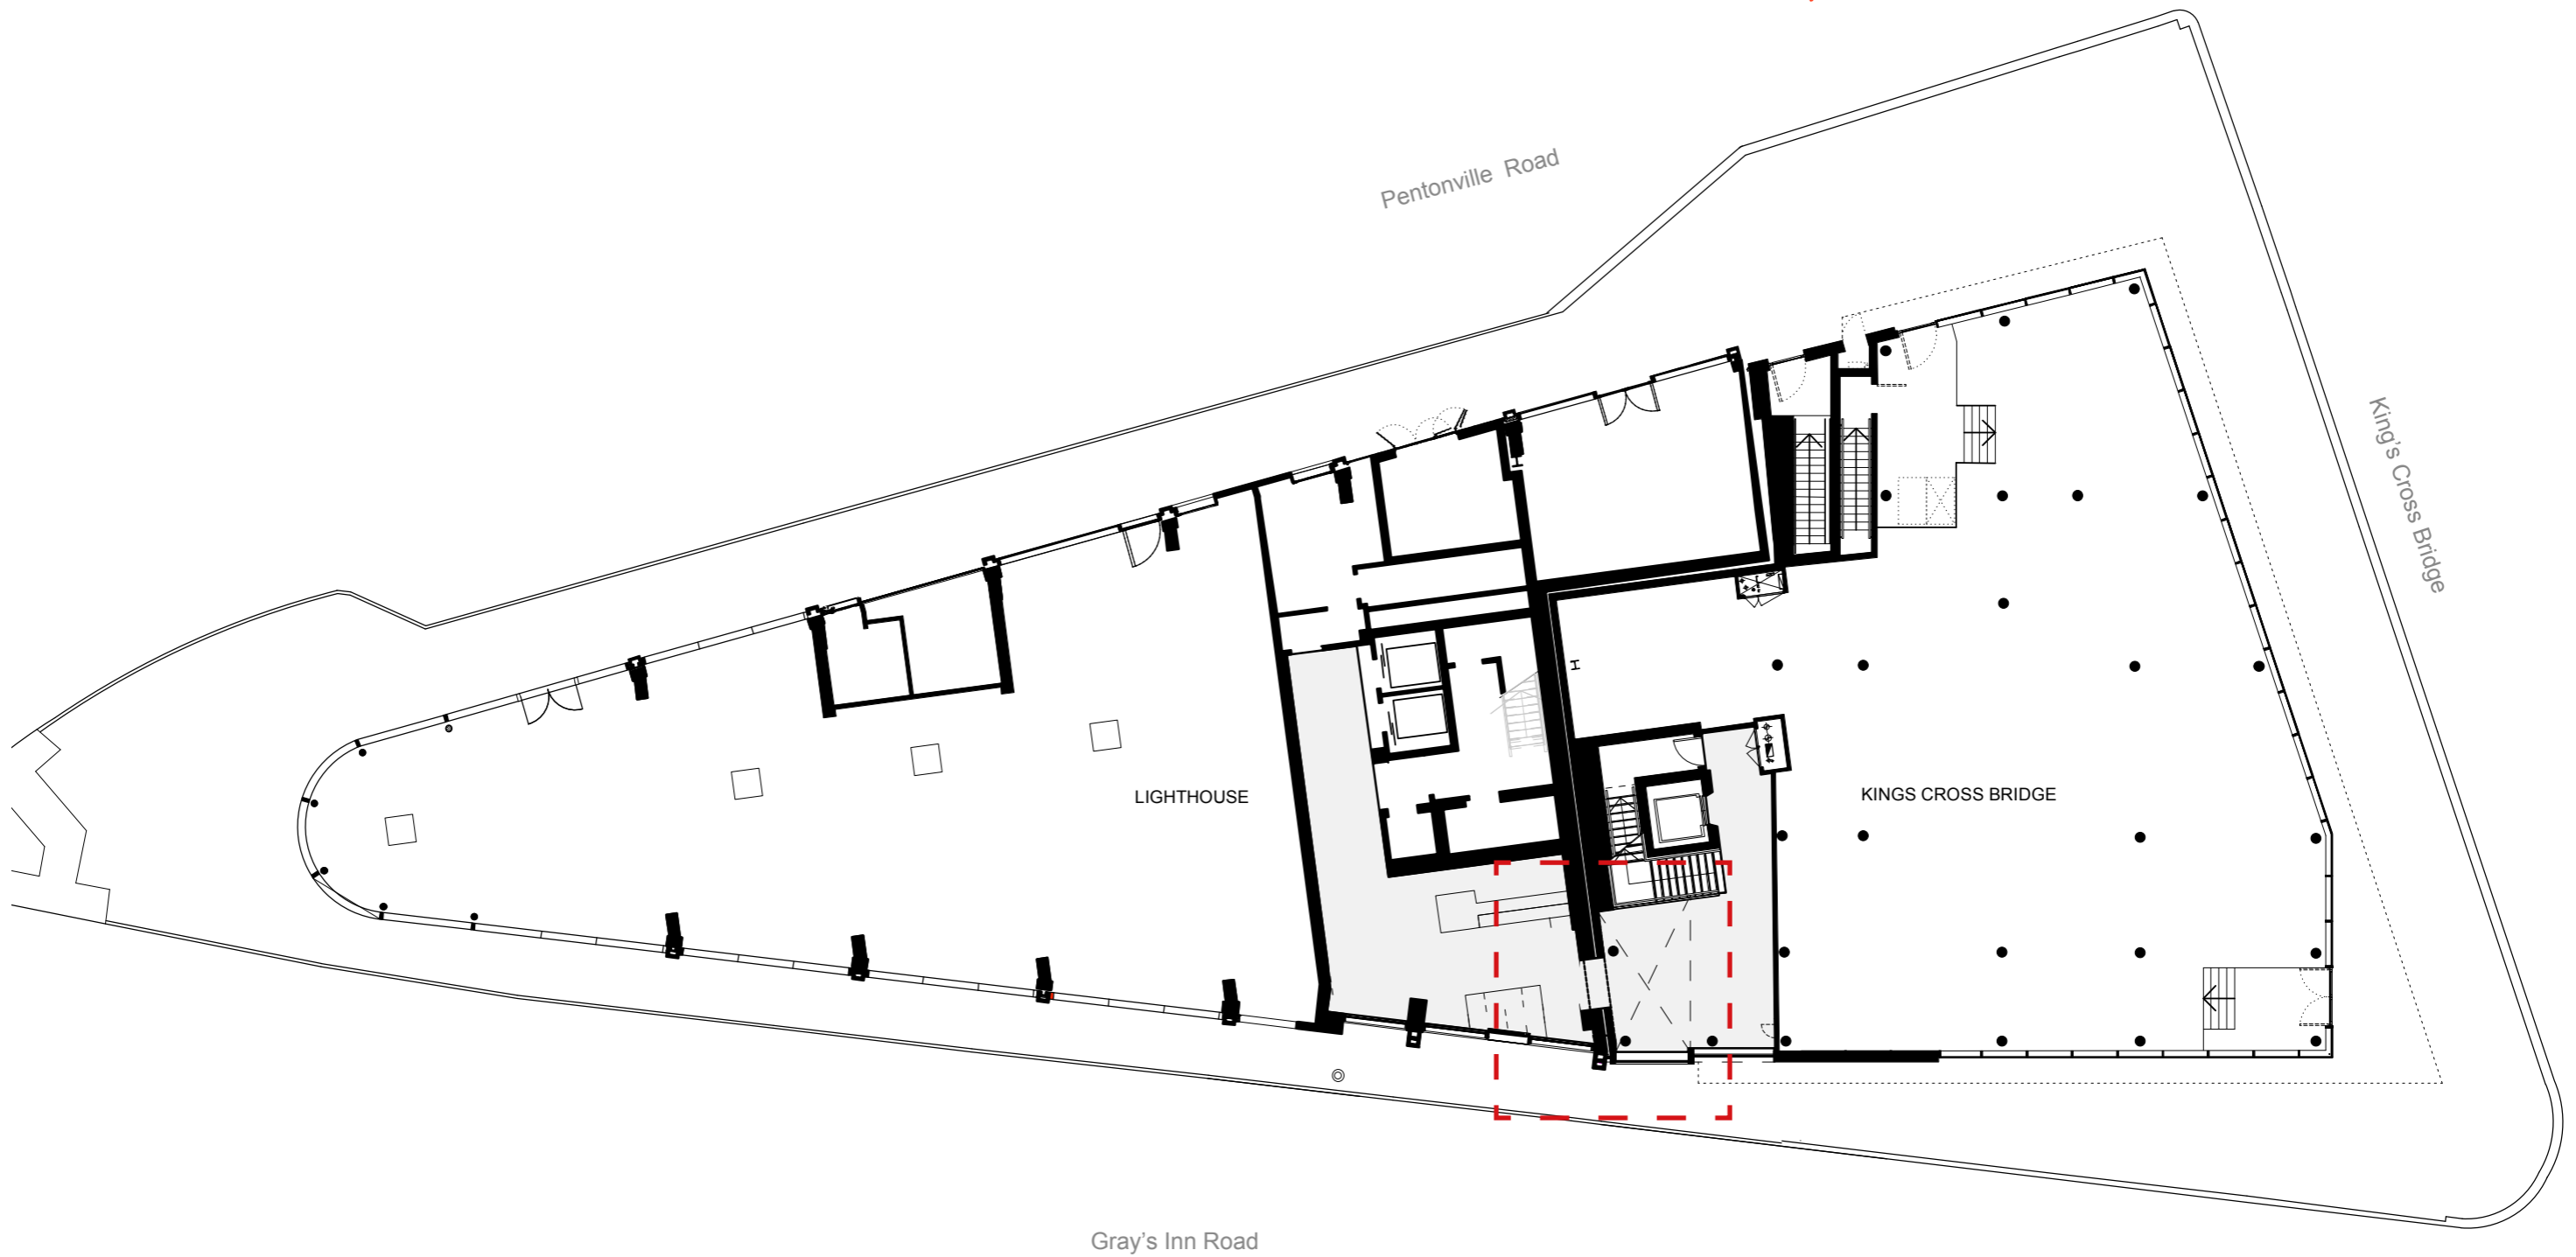 Pentonville Road
King's Cross Bridge
LIGHTHOUSE
KINGS CROSS BRIDGE
Gray's Inn Road